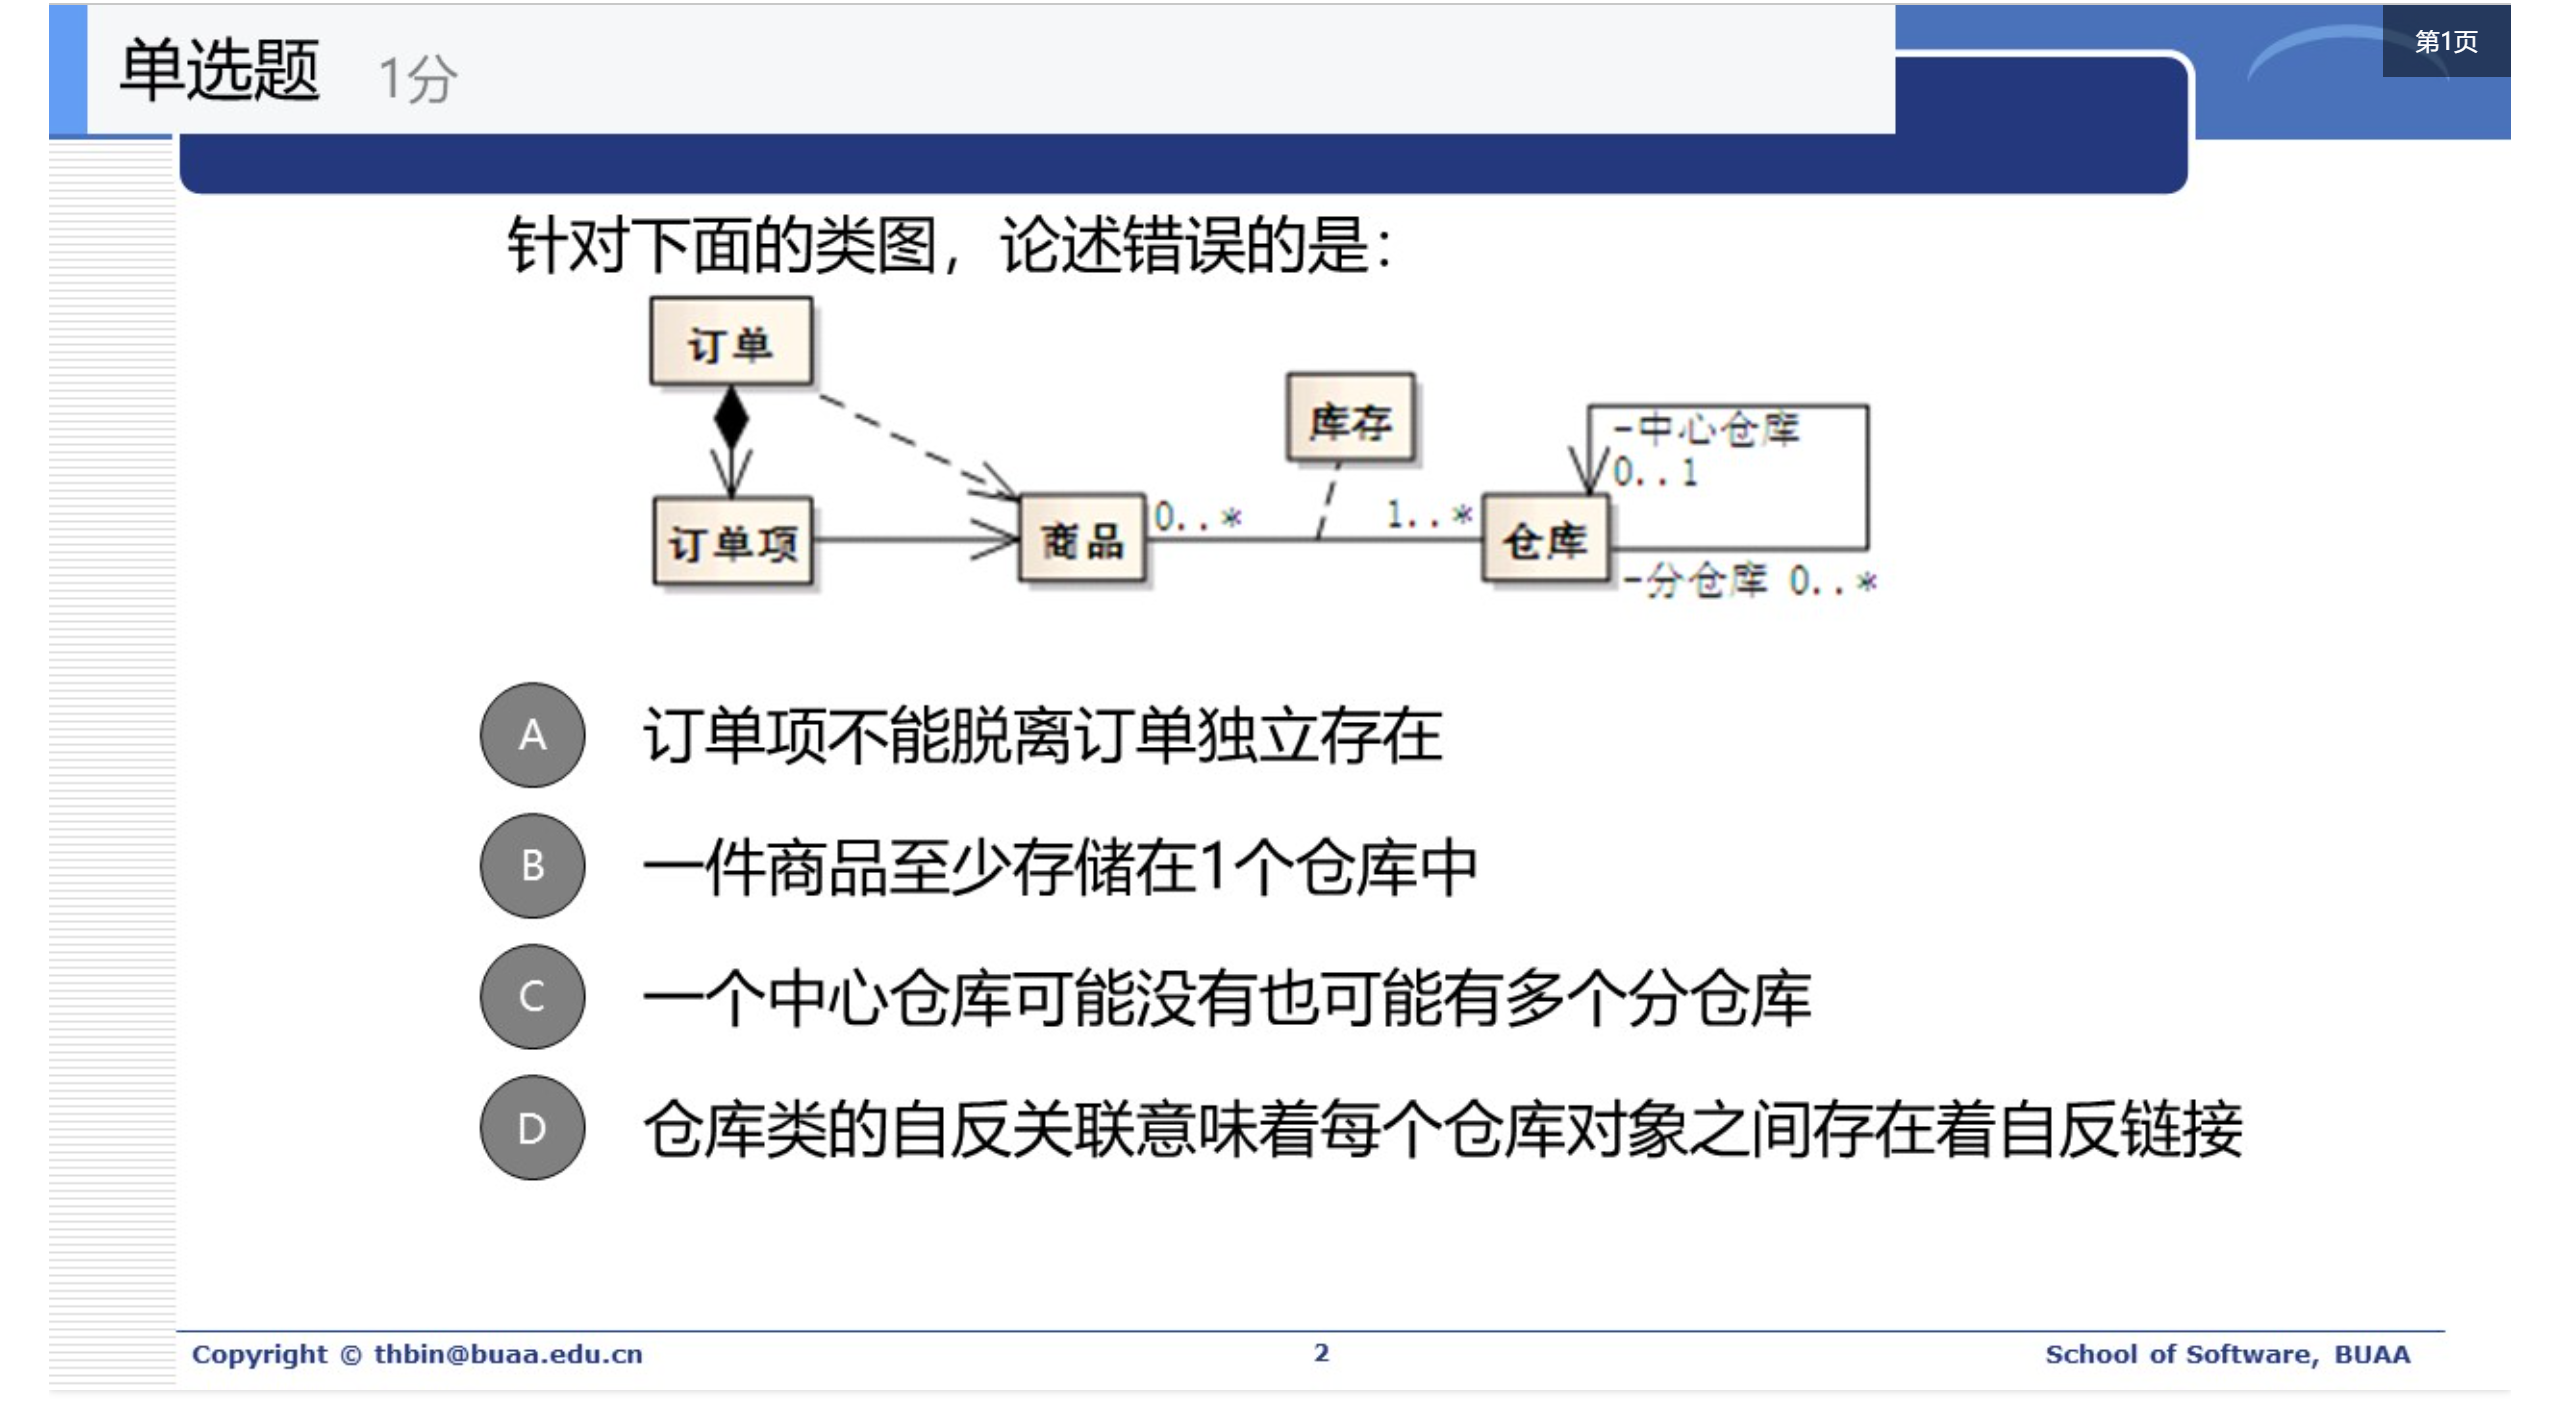 单选题 1分
第1页
针对下面的类图，论述错误的是：
订单
库存
-中心仓库
0..1
订单项
商品
0..*
1..*
仓库
-分仓库 0..*
A 订单项不能脱离订单独立存在
B 一件商品至少存储在1个仓库中
C 一个中心仓库可能没有也可能有多个分仓库
D 仓库类的自反关联意味着每个仓库对象之间存在着自反链接
Copyright © thbin@buaa.edu.cn 2 School of Software, BUAA